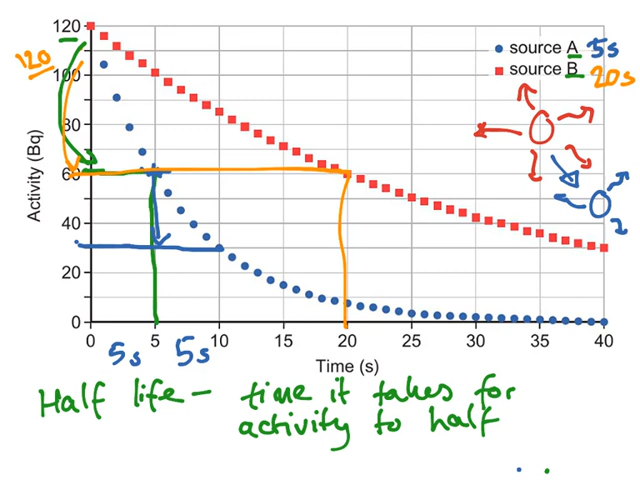 120
120
100
80
60
40
20
0
Activity (Bq)
source A 5s
source B 20s
0 5 10 15 20 25 30 35 40
5s 5s
Time (s)
Half life – time it takes for
activity to half